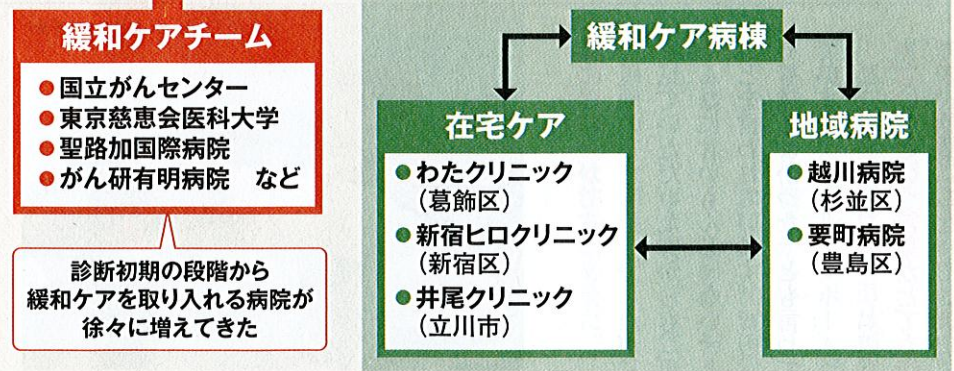 緩和ケアチーム
●国立がんセンター
●東京慈恵会医科大学
●聖路加国際病院
●がん研有明病院　など
診断初期の段階から
緩和ケアを取り入れる病院が
徐々に増えてきた
緩和ケア病棟
在宅ケア
●わたクリニック
（葛飾区）
●新宿ヒロクリニック
（新宿区）
●井尾クリニック
（立川市）
地域病院
●越川病院
（杉並区）
●要町病院
（豊島区）